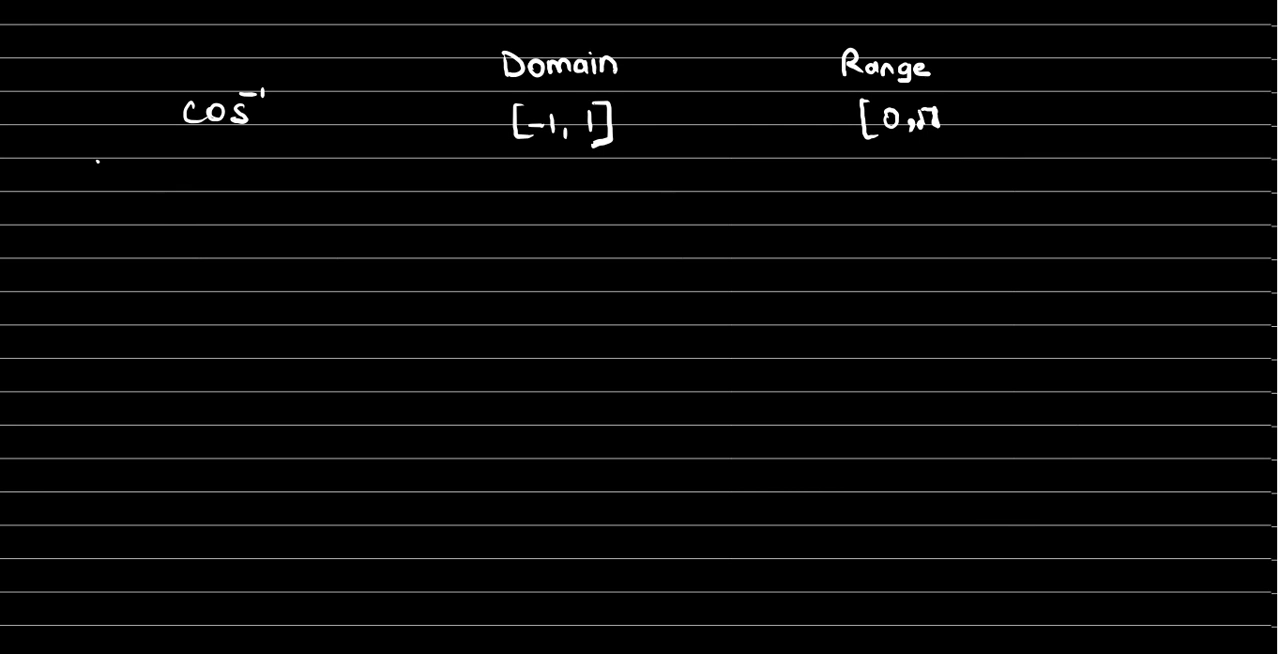 Domain Range
cos⁻¹ [-1, 1] [0,π